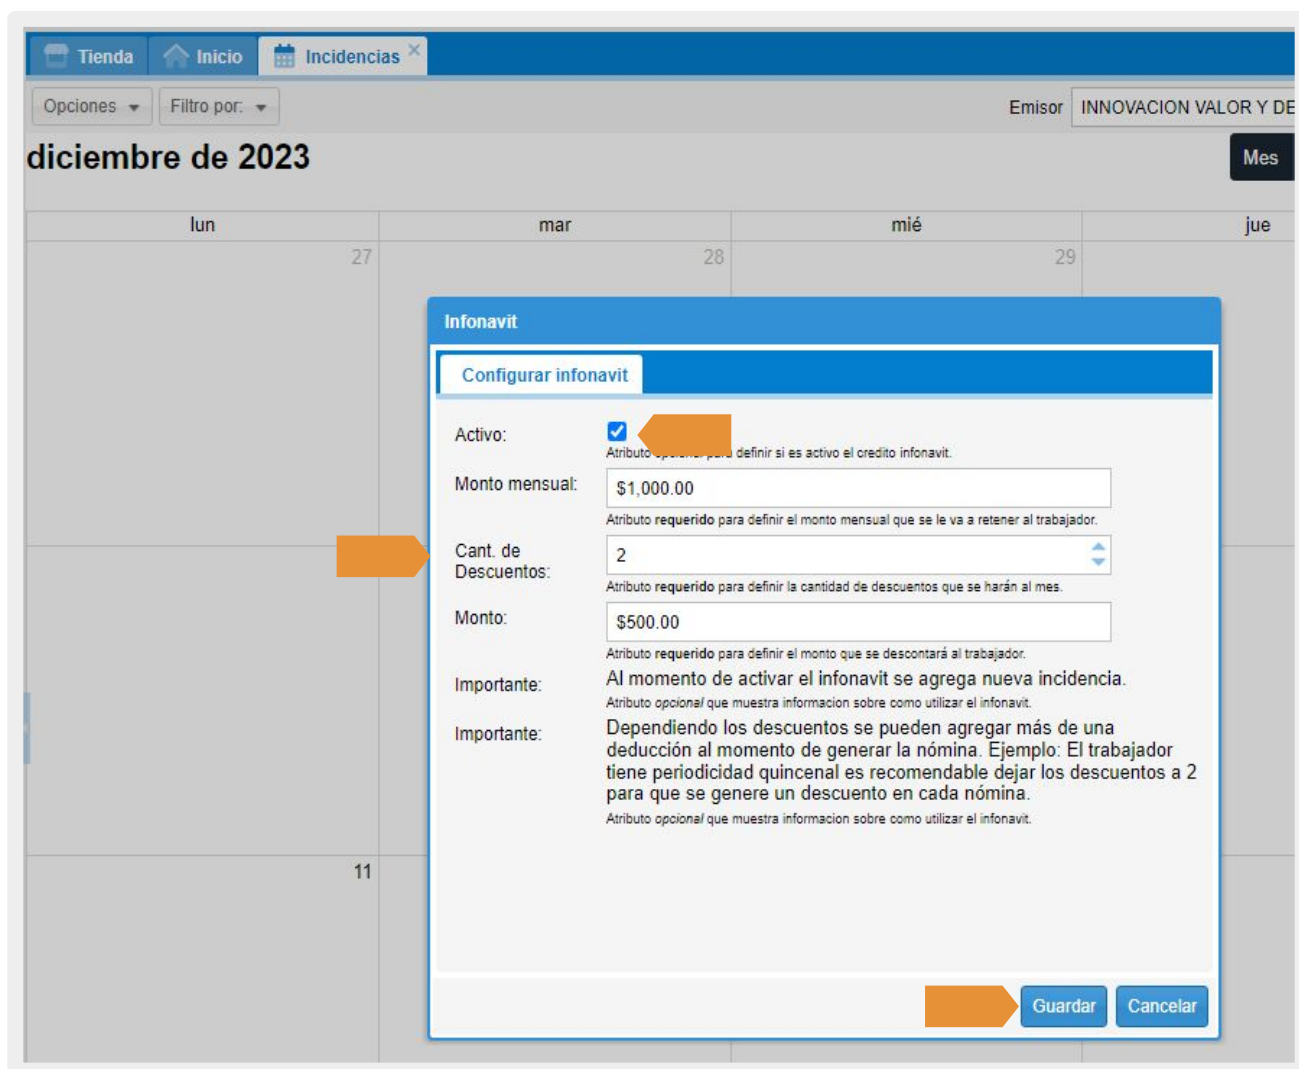 Tienda Inicio Incidencias ×
Opciones Filtro por: Emisor INNOVACION VALOR Y DE
diciembre de 2023 Mes
lun mar mié jue
27 28 29
Infonavit
Configurar infonavit
Activo:
Atributo para definir si es activo el credito infonavit.
Monto mensual: $1,000.00
Atributo requerido para definir el monto mensual que se le va a retener al trabajador.
Cant. de
Descuentos: 2
Atributo requerido para definir la cantidad de descuentos que se harán al mes.
Monto: $500.00
Atributo requerido para definir el monto que se descontará al trabajador.
Importante: Al momento de activar el infonavit se agrega nueva incidencia.
Atributo opcional que muestra informacion sobre como utilizar el infonavit.
Importante: Dependiendo los descuentos se pueden agregar más de una
deducción al momento de generar la nómina. Ejemplo: El trabajador
tiene periodicidad quincenal es recomendable dejar los descuentos a 2
para que se genere un descuento en cada nómina.
Atributo opcional que muestra informacion sobre como utilizar el infonavit.
11
Guardar Cancelar